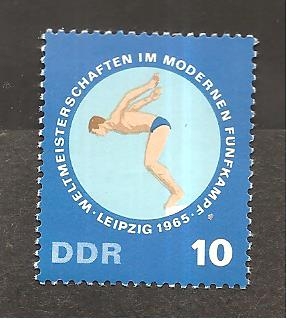 WELTMEISTERSCHAFTEN IM MODERNEN FÜNFKAMPF
· LEIPZIG 1965 ·
DDR 10